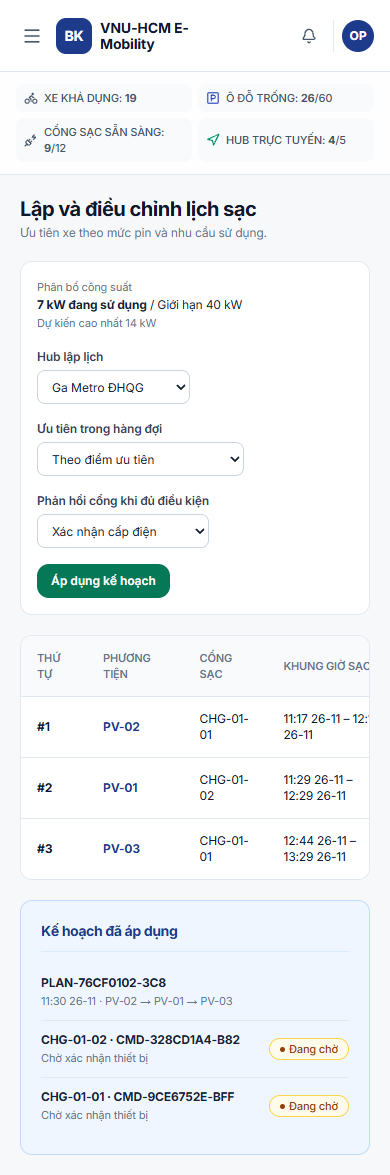 BK
VNU-HCM E-
Mobility
OP
XE KHẢ DỤNG: 19
Ô ĐỖ TRỐNG: 26/60
CỔNG SẠC SẴN SÀNG:
9/12
HUB TRỰC TUYẾN: 4/5
Lập và điều chỉnh lịch sạc
Ưu tiên xe theo mức pin và nhu cầu sử dụng.
Phân bổ công suất
7 kW đang sử dụng / Giới hạn 40 kW
Dự kiến cao nhất 14 kW
Hub lập lịch
Ga Metro ĐHQG
Ưu tiên trong hàng đợi
Theo điểm ưu tiên
Phản hồi cổng khi đủ điều kiện
Xác nhận cấp điện
Áp dụng kế hoạch
THỨ
TỰ
PHƯƠNG
TIỆN
CỔNG
SẠC
KHUNG GIỜ SẠC
#1
PV-02
CHG-01-
01
11:17 26-11 – 12:
26-11
#2
PV-01
CHG-01-
02
11:29 26-11 –
12:29 26-11
#3
PV-03
CHG-01-
01
12:44 26-11 –
13:29 26-11
Kế hoạch đã áp dụng
PLAN-76CF0102-3C8
11:30 26-11 · PV-02 → PV-01 → PV-03
CHG-01-02 · CMD-328CD1A4-B82
Chờ xác nhận thiết bị
Đang chờ
CHG-01-01 · CMD-9CE6752E-BFF
Chờ xác nhận thiết bị
Đang chờ